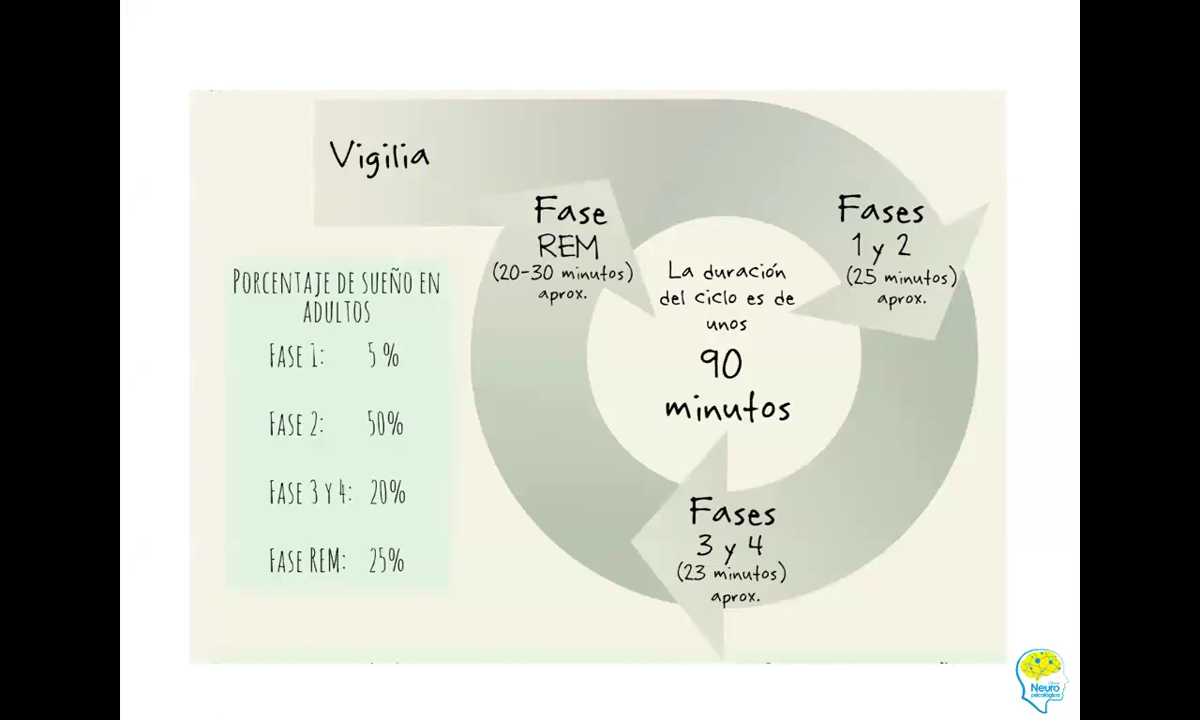 Vigilia
Fase
REM
(20-30 minutos)
aprox.
Fases
1 y 2
(25 minutos)
aprox.
La duración
del ciclo es de
unos
90
minutos
Fases
3 y 4
(23 minutos)
aprox.
PORCENTAJE DE SUEÑO EN
ADULTOS
FASE 1: 5 %
FASE 2: 50%
FASE 3 Y 4: 20%
FASE REM: 25%
Neuro
psicológica